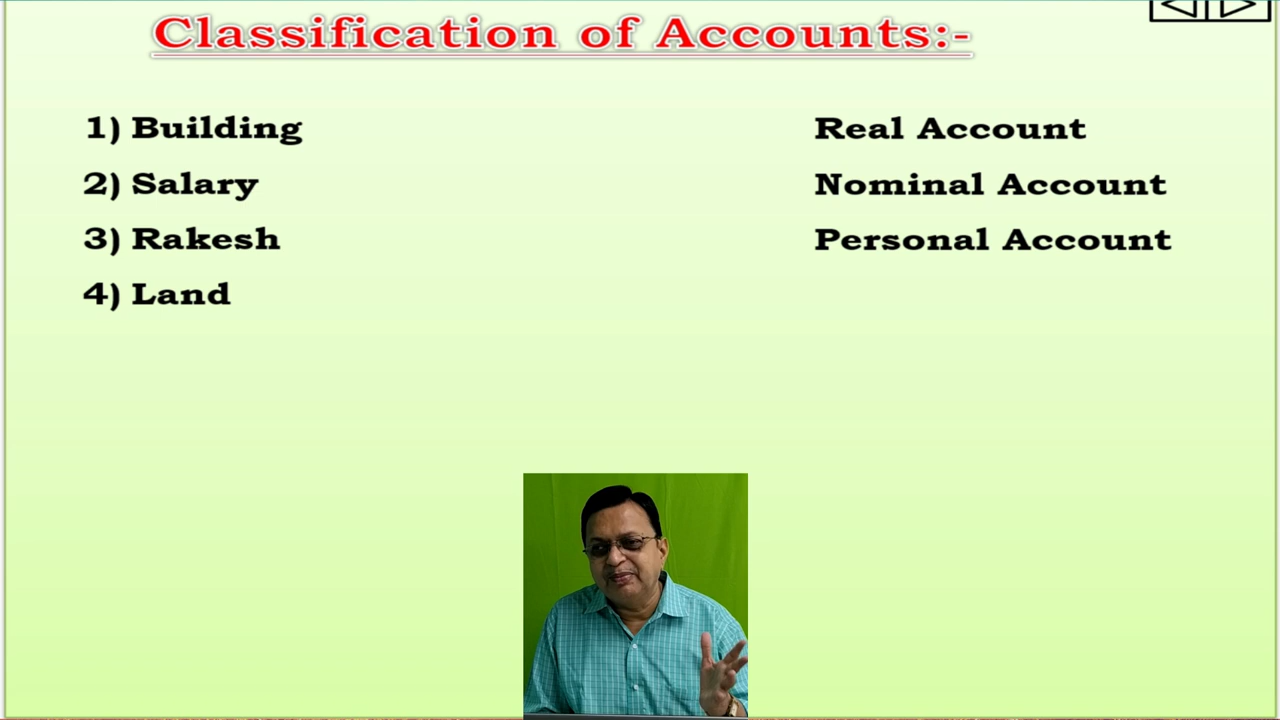 Classification of Accounts:-
1) Building Real Account
2) Salary Nominal Account
3) Rakesh Personal Account
4) Land